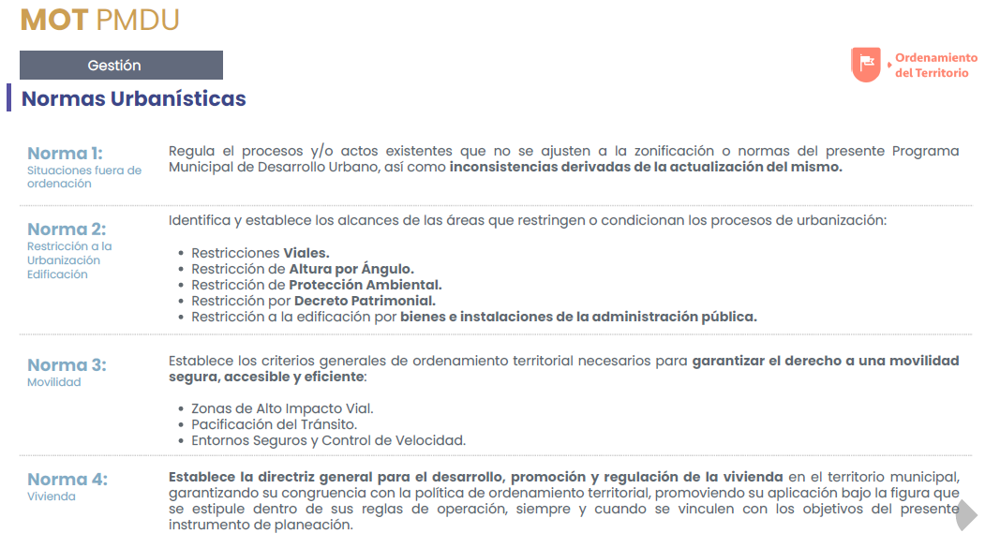 MOT PMDU
Gestión
Ordenamiento
del Territorio
Normas Urbanísticas
Norma 1:
Situaciones fuera de
ordenación
Regula el procesos y/o actos existentes que no se ajusten a la zonificación o normas del presente Programa
Municipal de Desarrollo Urbano, así como inconsistencias derivadas de la actualización del mismo.
Norma 2:
Restricción a la
Urbanización
Edificación
Identifica y establece los alcances de las áreas que restringen o condicionan los procesos de urbanización:
• Restricciones Viales.
• Restricción de Altura por Ángulo.
• Restricción de Protección Ambiental.
• Restricción por Decreto Patrimonial.
• Restricción a la edificación por bienes e instalaciones de la administración pública.
Norma 3:
Movilidad
Establece los criterios generales de ordenamiento territorial necesarios para garantizar el derecho a una movilidad
segura, accesible y eficiente:
• Zonas de Alto Impacto Vial.
• Pacificación del Tránsito.
• Entornos Seguros y Control de Velocidad.
Norma 4:
Vivienda
Establece la directriz general para el desarrollo, promoción y regulación de la vivienda en el territorio municipal,
garantizando su congruencia con la política de ordenamiento territorial, promoviendo su aplicación bajo la figura que
se estipule dentro de sus reglas de operación, siempre y cuando se vinculen con los objetivos del presente
instrumento de planeación.